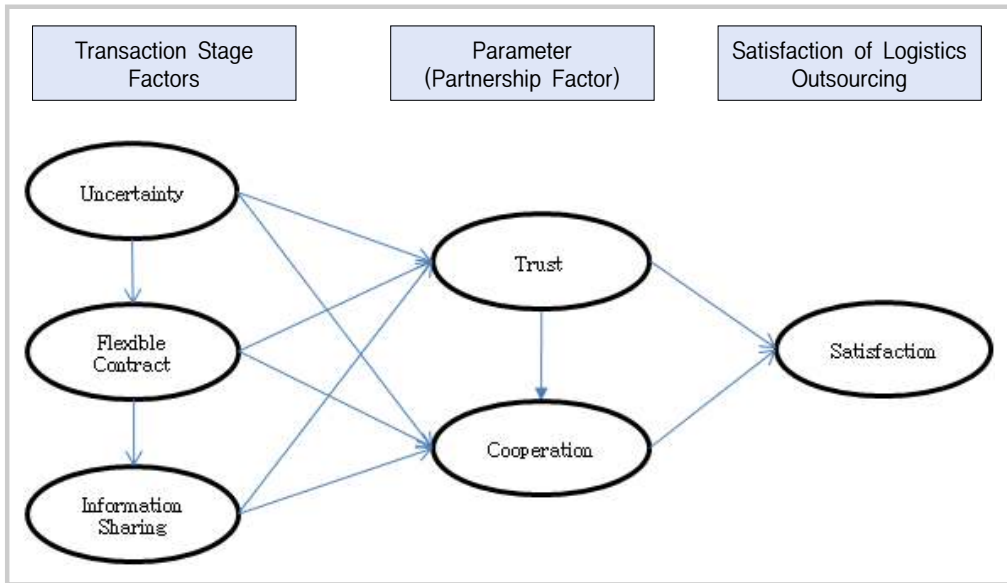 Transaction Stage
Factors
Parameter
(Partnership Factor)
Satisfaction of Logistics
Outsourcing
Uncertainty
Trust
Flexible
Contract
Satisfaction
Cooperation
Information
Sharing